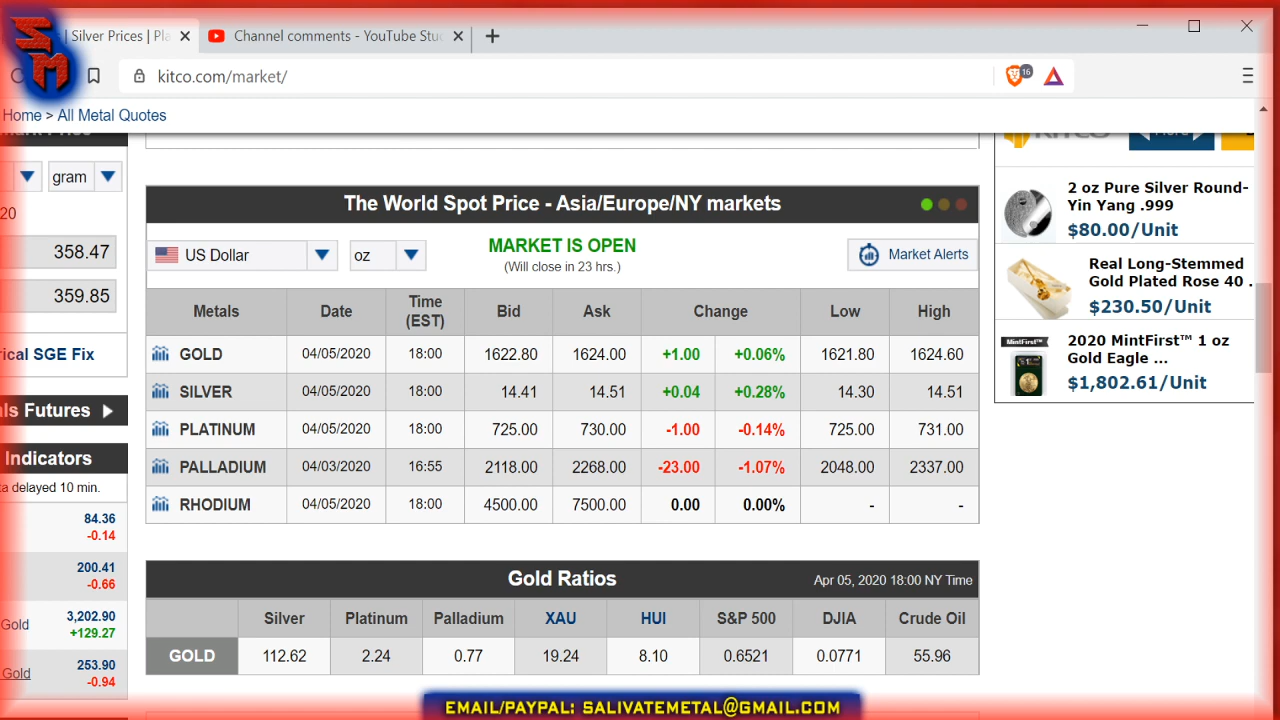 SM
Silver Prices | Pla
Channel comments - YouTube Stu
kitco.com/market/
16
Home > All Metal Quotes
gram
20
358.47
359.85
rical SGE Fix
ls Futures
Indicators
ta delayed 10 min.
84.36
-0.14
200.41
-0.66
Gold
3,202.90
+129.27
Gold
253.90
-0.94
The World Spot Price - Asia/Europe/NY markets
US Dollar
oz
MARKET IS OPEN
(Will close in 23 hrs.)
Market Alerts
Metals Date Time (EST) Bid Ask Change Low High
GOLD 04/05/2020 18:00 1622.80 1624.00 +1.00 +0.06% 1621.80 1624.60
SILVER 04/05/2020 18:00 14.41 14.51 +0.04 +0.28% 14.30 14.51
PLATINUM 04/05/2020 18:00 725.00 730.00 -1.00 -0.14% 725.00 731.00
PALLADIUM 04/03/2020 16:55 2118.00 2268.00 -23.00 -1.07% 2048.00 2337.00
RHODIUM 04/05/2020 18:00 4500.00 7500.00 0.00 0.00% - -
Gold Ratios
Apr 05, 2020 18:00 NY Time
Silver Platinum Palladium XAU HUI S&P 500 DJIA Crude Oil
GOLD 112.62 2.24 0.77 19.24 8.10 0.6521 0.0771 55.96
2 oz Pure Silver Round-
Yin Yang .999
$80.00/Unit
Real Long-Stemmed
Gold Plated Rose 40 .
$230.50/Unit
MintFirst™
2020 MintFirst™ 1 oz
Gold Eagle ...
$1,802.61/Unit
EMAIL/PAYPAL: SALIVATEMETAL@GMAIL.COM